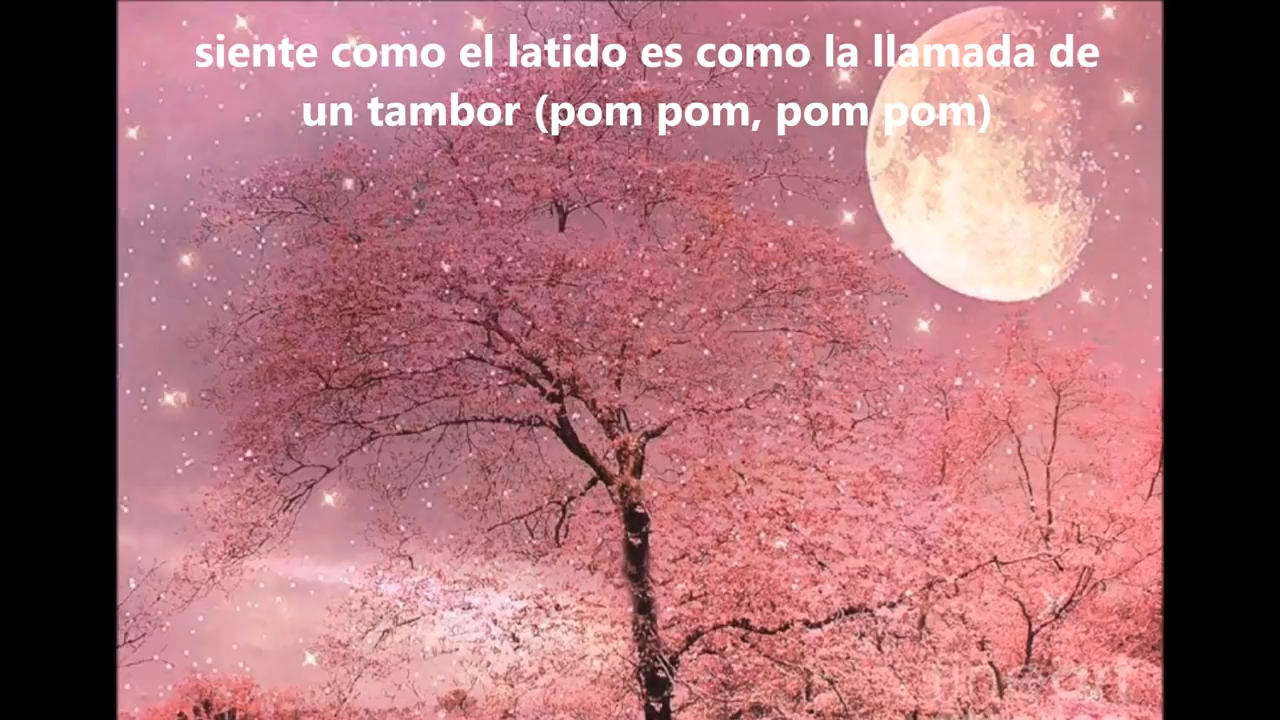 siente como el latido es como la llamada de
un tambor (pom pom, pom pom)